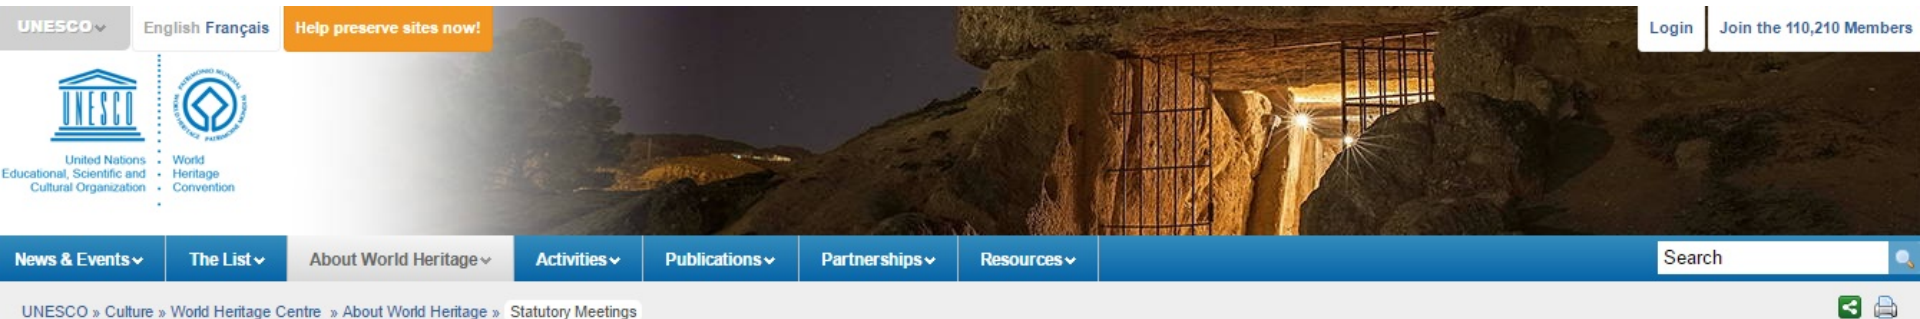 UNESCO English Français Help preserve sites now! Login Join the 110,210 Members
UNESCO
United Nations
Educational, Scientific and
Cultural Organization
World
Heritage
Convention
News & Events The List About World Heritage Activities Publications Partnerships Resources Search
UNESCO » Culture » World Heritage Centre » About World Heritage » Statutory Meetings